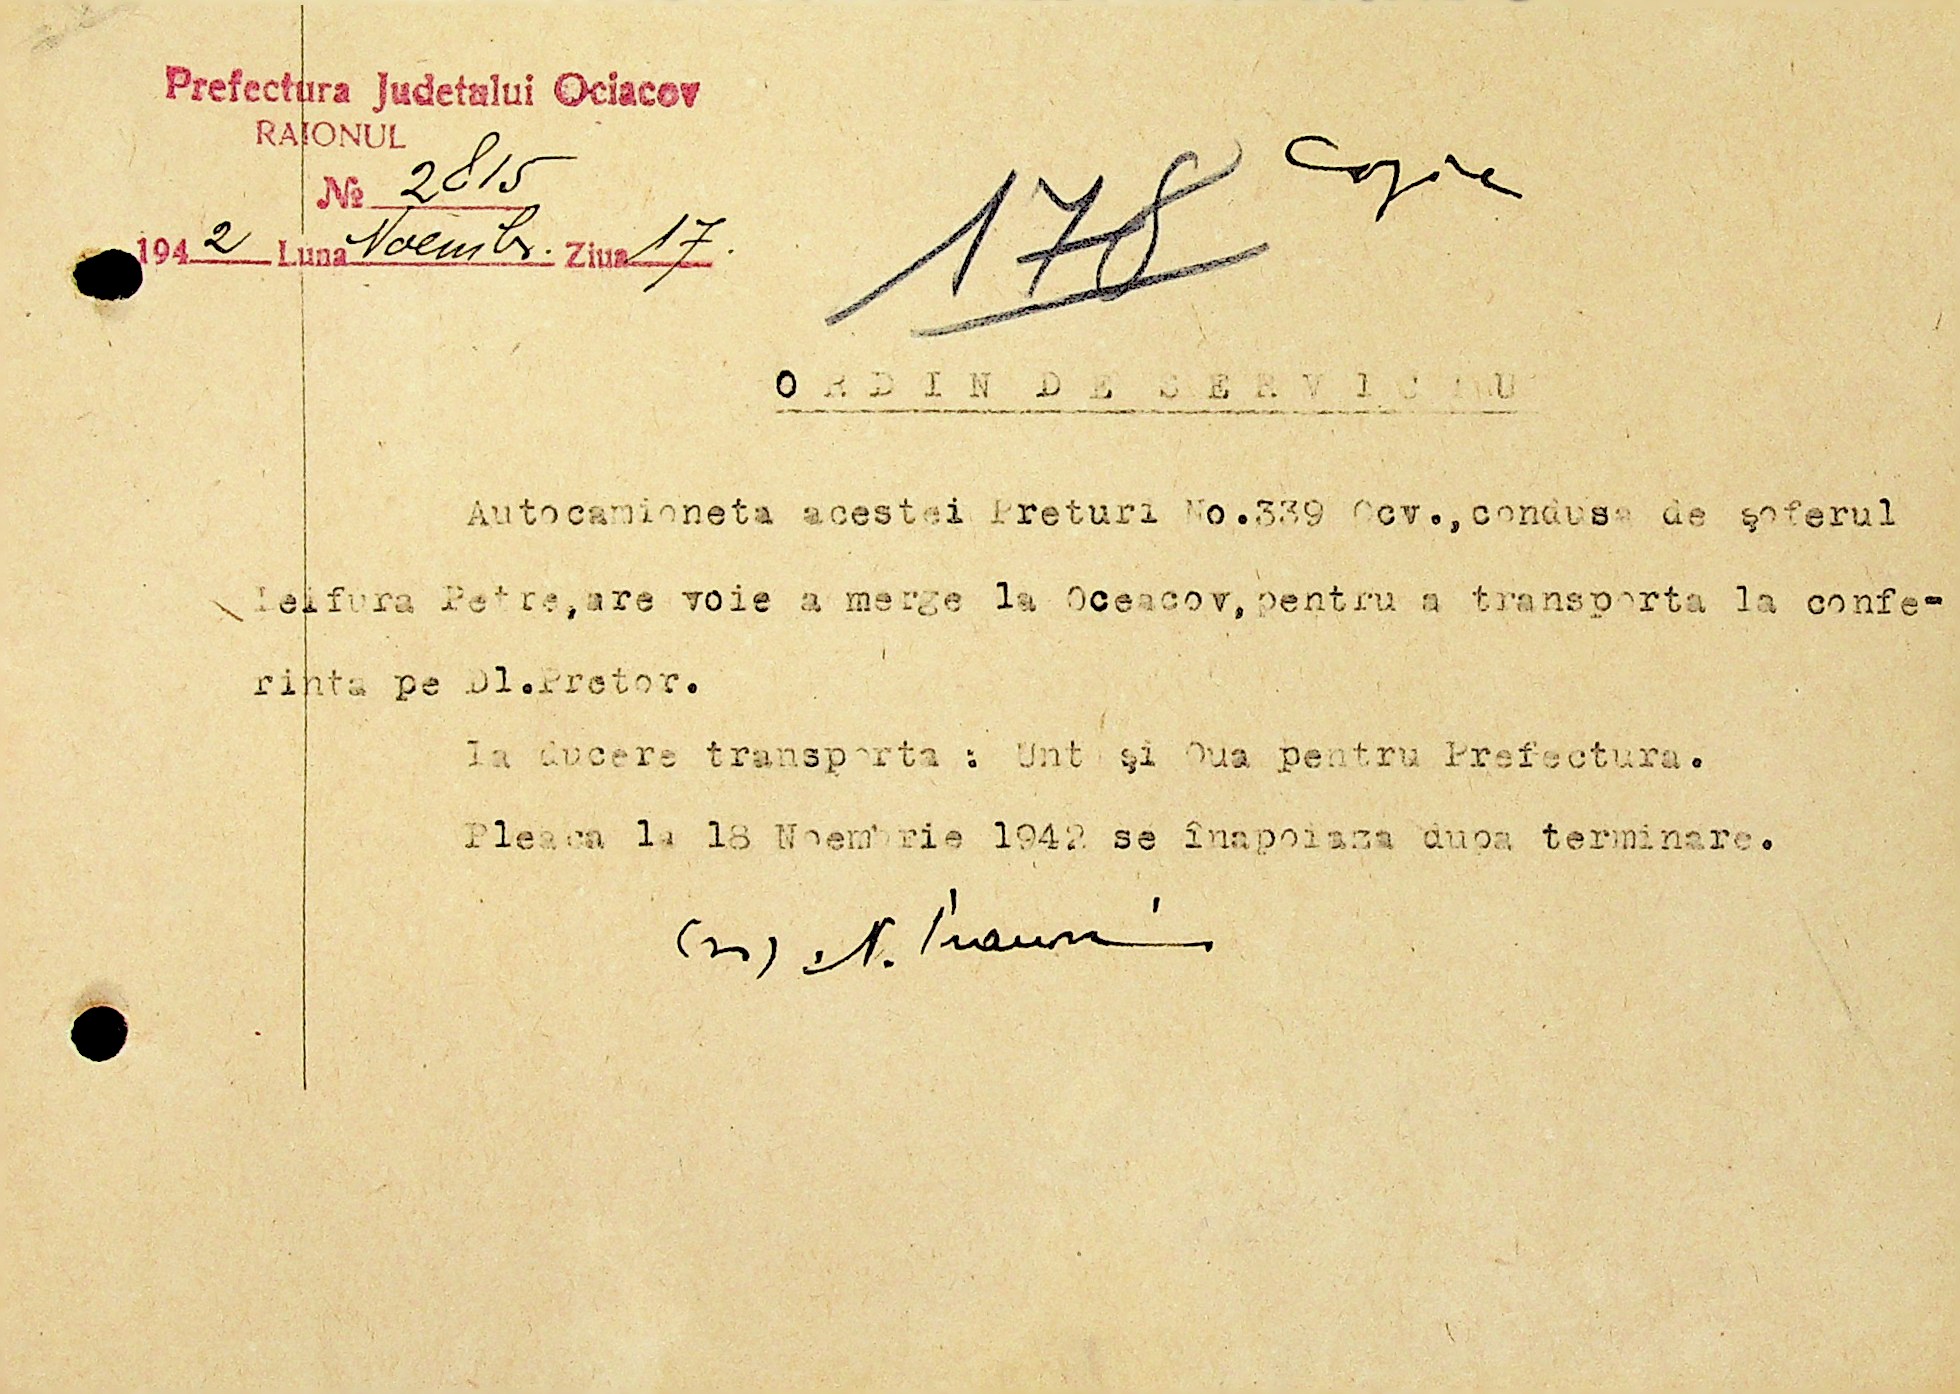 Prefectura Judetului Ociacov
RAIONUL
№ 2815
1942 Luna Noembr. Ziua 17.
Copie
178
ORDIN DE SERVICIU
Autocamioneta acestei Preturi No.339 Ocv.,condusa de şoferul
Petre,are voie a merge la Oceacov,pentru a transporta la confe-
rinta pe Dl.Pretor.
La ducere transporta : Unt şi Oua pentru Prefectura.
Pleaca la 18 Noembrie 1942 se înapoiaza dupa terminare.
(ss) N.